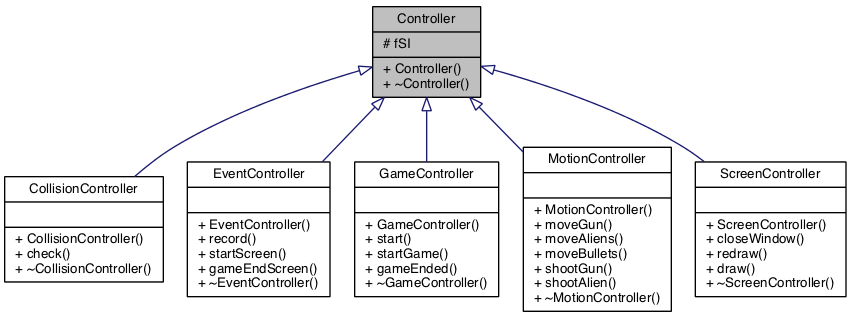 Controller
# fSI
+ Controller()
+ ~Controller()
CollisionController
+ CollisionController()
+ check()
+ ~CollisionController()
EventController
+ EventController()
+ record()
+ startScreen()
+ gameEndScreen()
+ ~EventController()
GameController
+ GameController()
+ start()
+ startGame()
+ gameEnded()
+ ~GameController()
MotionController
+ MotionController()
+ moveGun()
+ moveAliens()
+ moveBullets()
+ shootGun()
+ shootAlien()
+ ~MotionController()
ScreenController
+ ScreenController()
+ closeWindow()
+ redraw()
+ draw()
+ ~ScreenController()